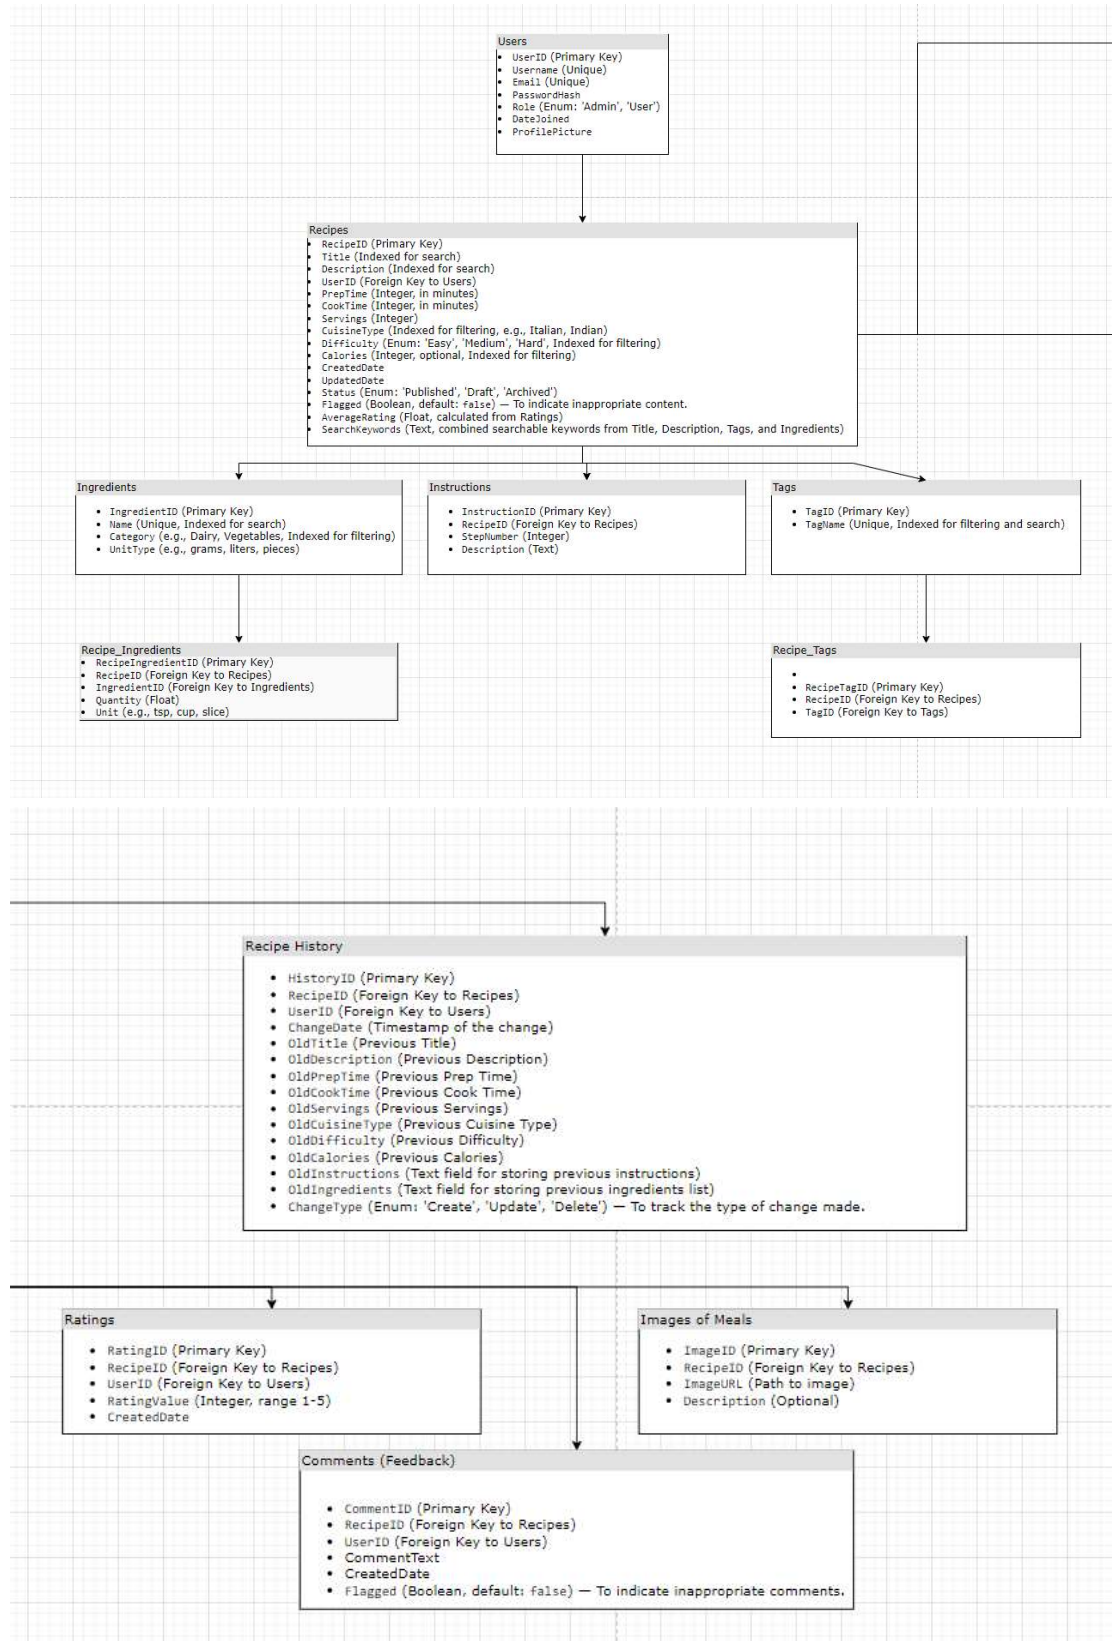 Users
• UserID (Primary Key)
• Username (Unique)
• Email (Unique)
• PasswordHash
• Role (Enum: 'Admin', 'User')
• DateJoined
• ProfilePicture
Recipes
• RecipeID (Primary Key)
• Title (Indexed for search)
• Description (Indexed for search)
• UserID (Foreign Key to Users)
• PrepTime (Integer, in minutes)
• CookTime (Integer, in minutes)
• Servings (Integer)
• CuisineType (Indexed for filtering, e.g., Italian, Indian)
• Difficulty (Enum: 'Easy', 'Medium', 'Hard', Indexed for filtering)
• Calories (Integer, optional, Indexed for filtering)
• CreatedDate
• UpdatedDate
• Status (Enum: 'Published', 'Draft', 'Archived')
• Flagged (Boolean, default: false) — To indicate inappropriate content.
• AverageRating (Float, calculated from Ratings)
• SearchKeywords (Text, combined searchable keywords from Title, Description, Tags, and Ingredients)
Ingredients
• IngredientID (Primary Key)
• Name (Unique, Indexed for search)
• Category (e.g., Dairy, Vegetables, Indexed for filtering)
• UnitType (e.g., grams, liters, pieces)
Instructions
• InstructionID (Primary Key)
• RecipeID (Foreign Key to Recipes)
• StepNumber (Integer)
• Description (Text)
Tags
• TagID (Primary Key)
• TagName (Unique, Indexed for filtering and search)
Recipe_Ingredients
• RecipeIngredientID (Primary Key)
• RecipeID (Foreign Key to Recipes)
• IngredientID (Foreign Key to Ingredients)
• Quantity (Float)
• Unit (e.g., tsp, cup, slice)
Recipe_Tags
•
• RecipeTagID (Primary Key)
• RecipeID (Foreign Key to Recipes)
• TagID (Foreign Key to Tags)
Recipe History
• HistoryID (Primary Key)
• RecipeID (Foreign Key to Recipes)
• UserID (Foreign Key to Users)
• ChangeDate (Timestamp of the change)
• OldTitle (Previous Title)
• OldDescription (Previous Description)
• OldPrepTime (Previous Prep Time)
• OldCookTime (Previous Cook Time)
• OldServings (Previous Servings)
• OldCuisineType (Previous Cuisine Type)
• OldDifficulty (Previous Difficulty)
• OldCalories (Previous Calories)
• OldInstructions (Text field for storing previous instructions)
• OldIngredients (Text field for storing previous ingredients list)
• ChangeType (Enum: 'Create', 'Update', 'Delete') — To track the type of change made.
Ratings
• RatingID (Primary Key)
• RecipeID (Foreign Key to Recipes)
• UserID (Foreign Key to Users)
• RatingValue (Integer, range 1-5)
• CreatedDate
Images of Meals
• ImageID (Primary Key)
• RecipeID (Foreign Key to Recipes)
• ImageURL (Path to image)
• Description (Optional)
Comments (Feedback)
• CommentID (Primary Key)
• RecipeID (Foreign Key to Recipes)
• UserID (Foreign Key to Users)
• CommentText
• CreatedDate
• Flagged (Boolean, default: false) — To indicate inappropriate comments.